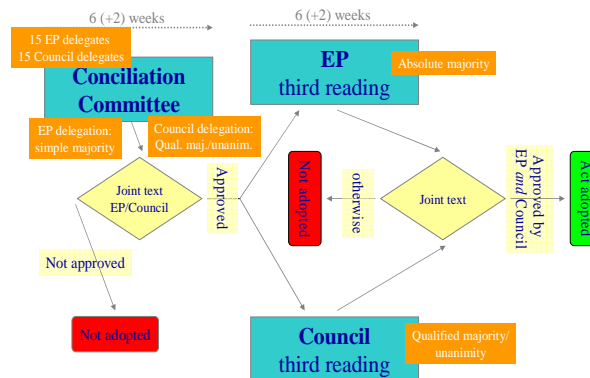 6 (+2) weeks
6 (+2) weeks
15 EP delegates
15 Council delegates
Conciliation
Committee
EP delegation:
simple majority
Council delegation:
Qual. maj./unanim.
EP
third reading
Absolute majority
Joint text
EP/Council
Approved
Not approved
Not adopted
Not adopted
otherwise
Joint text
Approved by
EP and Council
Act adopted
Council
third reading
Qualified majority/
unanimity